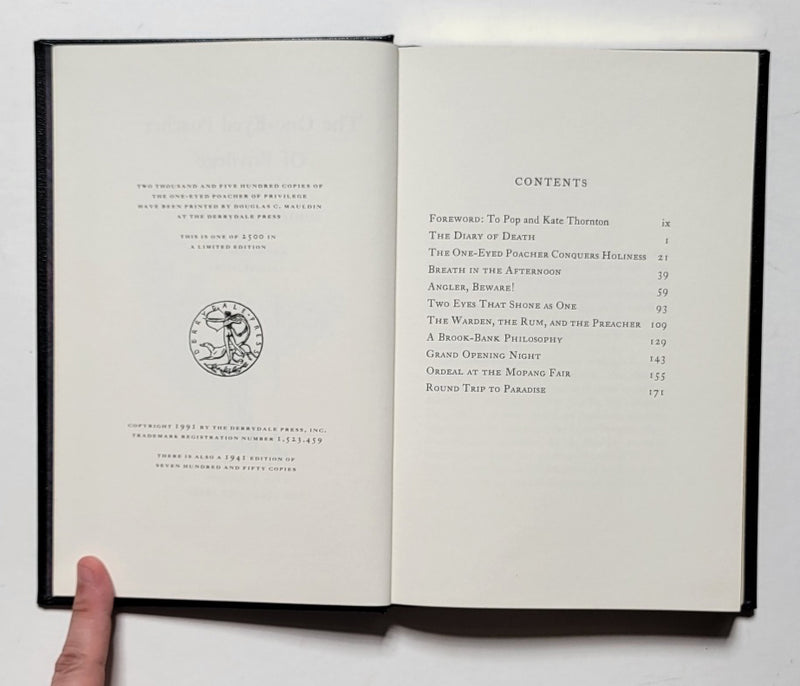 TWO THOUSAND AND FIVE HUNDRED COPIES OF
THE ONE-EYED POACHER OF PRIVILEGE
HAVE BEEN PRINTED BY DOUGLAS C. MAULDIN
AT THE DERRYDALE PRESS
THIS IS ONE OF 2500 IN
A LIMITED EDITION
DERRYDALE·PRESS
COPYRIGHT 1991 BY THE DERRYDALE PRESS, INC.
TRADEMARK REGISTRATION NUMBER 1,523,459
THERE IS ALSO A 1941 EDITION OF
SEVEN HUNDRED AND FIFTY COPIES
CONTENTS
Foreword: To Pop and Kate Thornton ix
The Diary of Death 1
The One-Eyed Poacher Conquers Holiness 21
Breath in the Afternoon 39
Angler, Beware! 59
Two Eyes That Shone as One 93
The Warden, the Rum, and the Preacher 109
A Brook-Bank Philosophy 129
Grand Opening Night 143
Ordeal at the Mopang Fair 155
Round Trip to Paradise 171